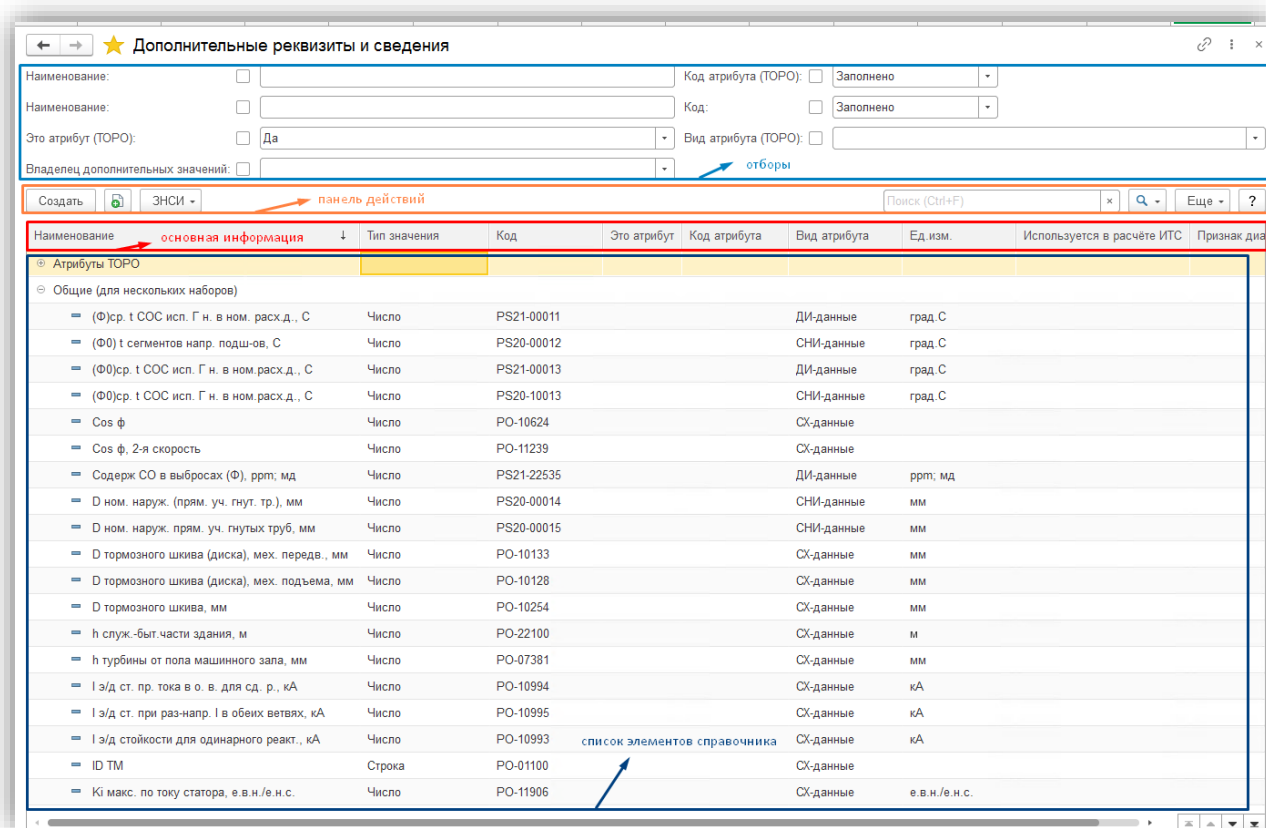 Дополнительные реквизиты и сведения
Наименование: Код атрибута (ТОРО): Заполнено
Наименование: Код: Заполнено
Это атрибут (ТОРО): Да Вид атрибута (ТОРО):
Владелец дополнительных значений:
отборы
Создать ЗНСИ панель действий Поиск (Ctrl+F) × Еще ?
Наименование основная информация ↓ Тип значения Код Это атрибут Код атрибута Вид атрибута Ед.изм. Используется в расчёте ИТС Признак диа
Атрибуты ТОРО
Общие (для нескольких наборов)
(Ф)ср. t СОС исп. Г н. в ном. расх.д., С Число PS21-00011 ДИ-данные град.С
(Ф0) t сегментов напр. подш-ов, С Число PS20-00012 СНИ-данные град.С
(Ф0)ср. t СОС исп. Г н. в ном.расх.д., С Число PS21-00013 ДИ-данные град.С
(Ф0)ср. t СОС исп. Г н. в ном.расх.д., С Число PS20-10013 СНИ-данные град.С
Cos ф Число PO-10624 СХ-данные
Cos ф, 2-я скорость Число PO-11239 СХ-данные
Cодерж СО в выбросах (Ф), ppm; мд Число PS21-22535 ДИ-данные ppm; мд
D ном. наруж. (прям. уч. гнут. тр.), мм Число PS20-00014 СНИ-данные мм
D ном. наруж. прям. уч. гнутых труб, мм Число PS20-00015 СНИ-данные мм
D тормозного шкива (диска), мех. передв., мм Число PO-10133 СХ-данные мм
D тормозного шкива (диска), мех. подъема, мм Число PO-10128 СХ-данные мм
D тормозного шкива, мм Число PO-10254 СХ-данные мм
h служ.-быт.части здания, м Число PO-22100 СХ-данные м
h турбины от пола машинного зала, мм Число PO-07381 СХ-данные мм
I э/д ст. пр. тока в о. в. для сд. р., кА Число PO-10994 СХ-данные кА
I э/д ст. при раз-напр. I в обеих ветвях, кА Число PO-10995 СХ-данные кА
I э/д стойкости для одинарного реакт., кА Число PO-10993 список элементов справочника СХ-данные кА
ID ТМ Строка PO-01100 СХ-данные
Ki макс. по току статора, е.в.н./е.н.с. Число PO-11906 СХ-данные е.в.н./е.н.с.